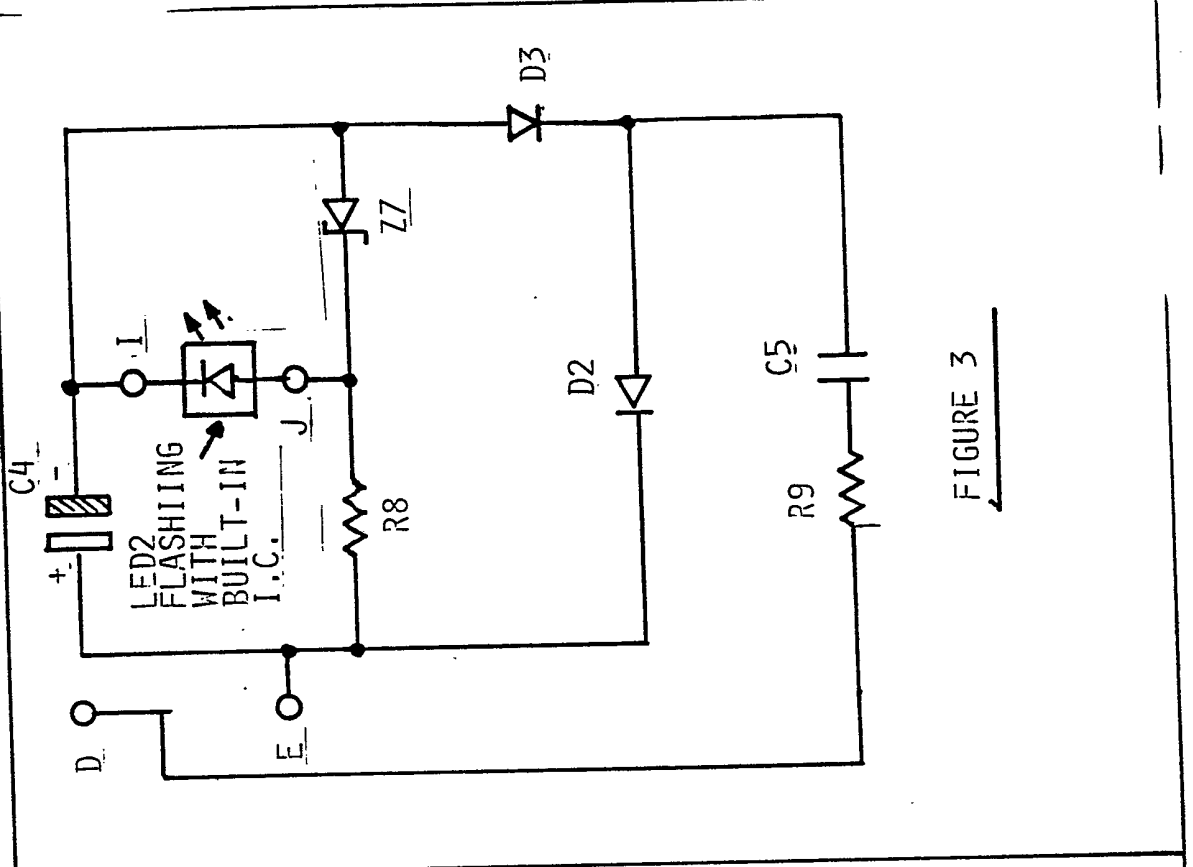 C4
+
-
I
LED2
FLASHIING
WITH
BUILT-IN
I.C.
J
Z7
D3
R8
D2
D
E
C5
R9
FIGURE 3